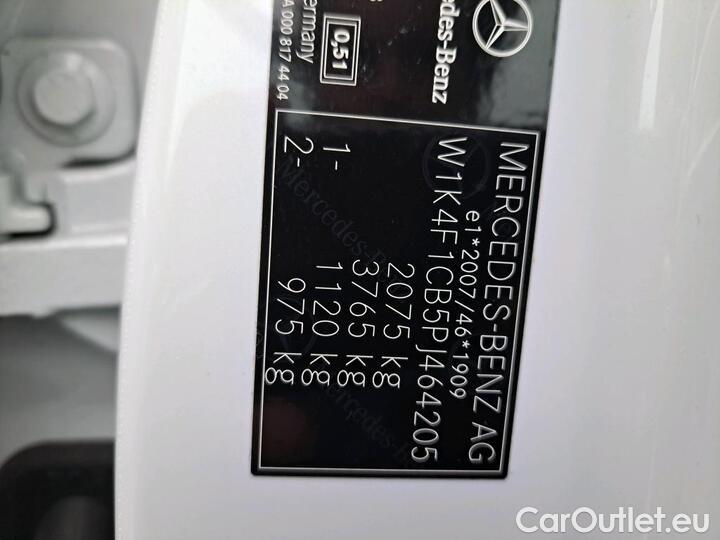 Mercedes-Benz
0,51
Germany
A 000 817 44 04
MERCEDES-BENZ AG
e1*2007/46*1909
W1K4F1CB5PJ464205
2075 kg
3765 kg
1- 1120 kg
2- 975 kg
CarOutlet.eu